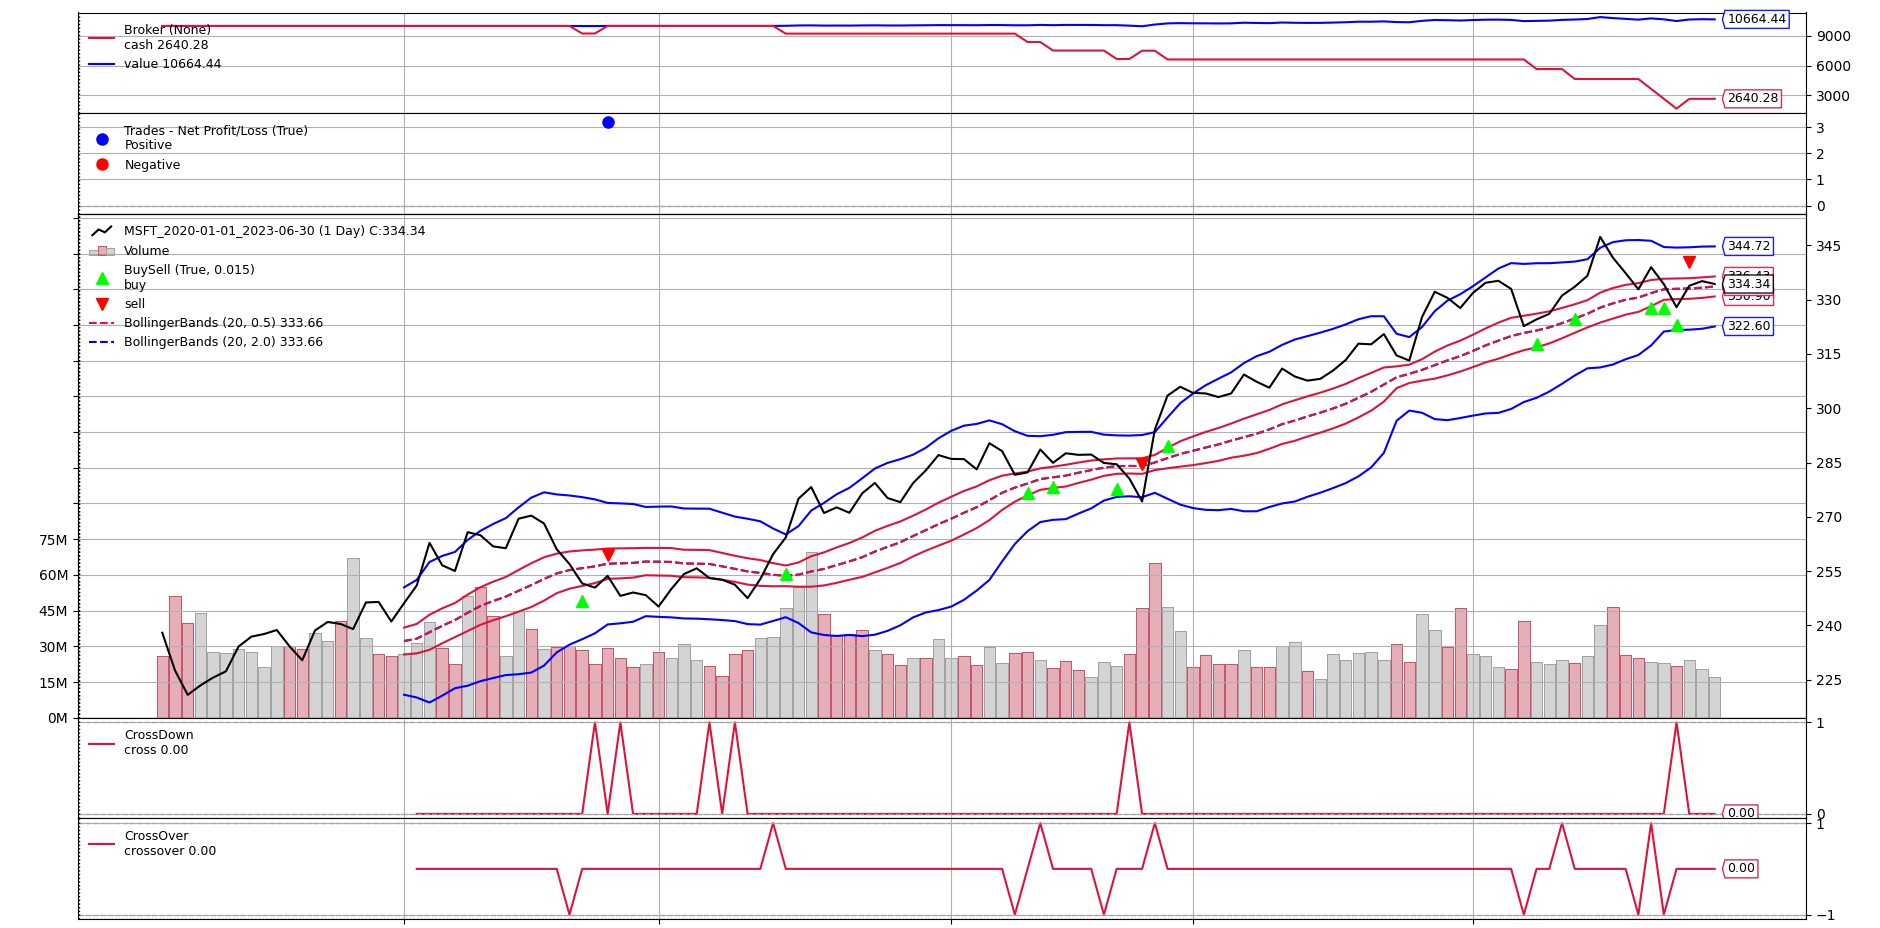 Broker (None)
cash 2640.28
value 10664.44
10664.44
9000
6000
3000
2640.28
Trades - Net Profit/Loss (True)
Positive
Negative
3
2
1
0
MSFT_2020-01-01_2023-06-30 (1 Day) C:334.34
Volume
BuySell (True, 0.015)
buy
sell
BollingerBands (20, 0.5) 333.66
BollingerBands (20, 2.0) 333.66
344.72
334.34
322.60
345
330
315
300
285
270
255
240
225
75M
60M
45M
30M
15M
0M
CrossDown
cross 0.00
1
0.00
0
CrossOver
crossover 0.00
1
0.00
−1